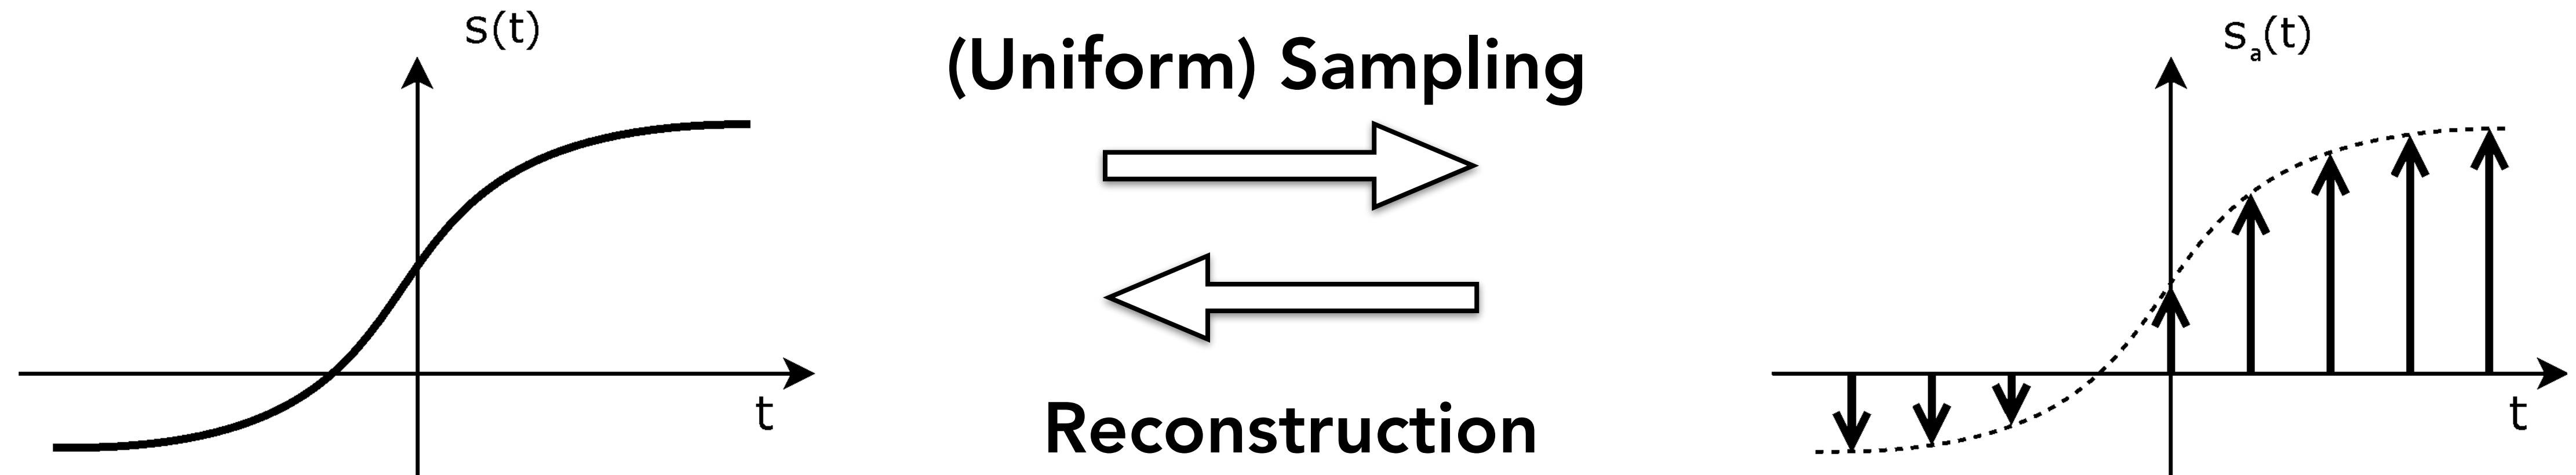 s(t)
t
(Uniform) Sampling
Reconstruction
sₐ(t)
t